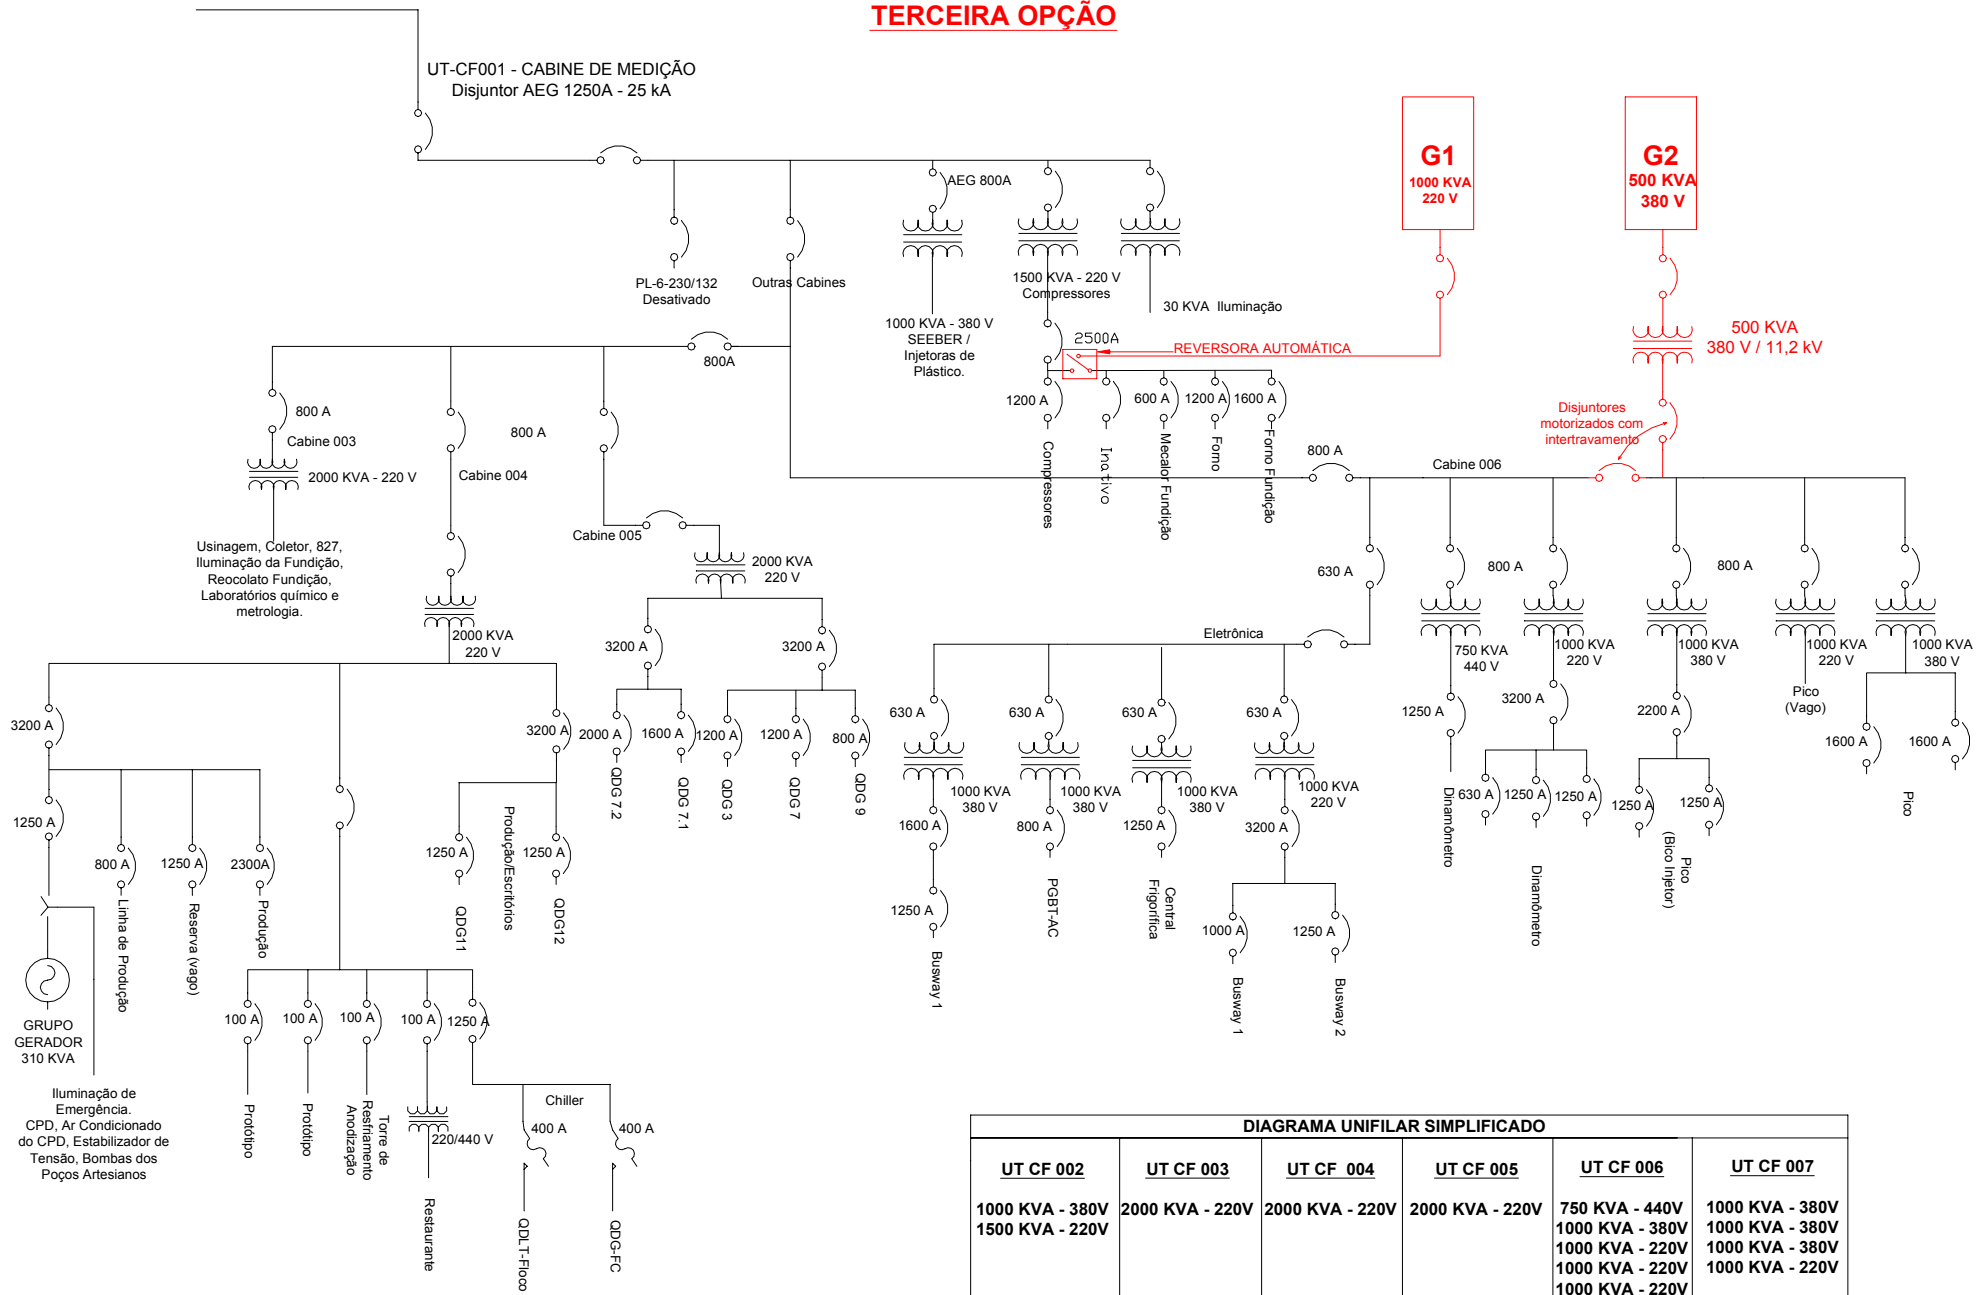 TERCEIRA OPÇÃO
UT-CF001 - CABINE DE MEDIÇÃO
Disjuntor AEG 1250A - 25 kA
G1
1000 KVA
220 V
G2
500 KVA
380 V
AEG 800A
PL-6-230/132
Desativado
Outras Cabines
1500 KVA - 220 V
Compressores
30 KVA Iluminação
1000 KVA - 380 V
SEEBER /
Injetoras de
Plástico.
2500A
REVERSORA AUTOMÁTICA
500 KVA
380 V / 11,2 kV
800A
1200 A
600 A
1200 A
1600 A
Compressores
Inativo
Mecalor Fundição
Forno
Forno Fundição
Disjuntores
motorizados com
intertravamento
800 A
Cabine 003
2000 KVA - 220 V
800 A
Cabine 004
800 A
Cabine 006
Usinagem, Coletor, 827,
Iluminação da Fundição,
Reocolato Fundição,
Laboratórios químico e
metrologia.
Cabine 005
2000 KVA
220 V
630 A
800 A
800 A
2000 KVA
220 V
3200 A
3200 A
Eletrônica
750 KVA
440 V
1000 KVA
220 V
1000 KVA
380 V
1000 KVA
220 V
1000 KVA
380 V
Pico
(Vago)
3200 A
3200 A
2000 A
1600 A
1200 A
1200 A
800 A
QDG 7.2
QDG 7.1
QDG 3
QDG 7
QDG 9
630 A
630 A
630 A
630 A
1250 A
3200 A
2200 A
1600 A
1600 A
1000 KVA
380 V
1000 KVA
380 V
1000 KVA
380 V
1000 KVA
220 V
Dinamômetro
630 A
1250 A
1250 A
Dinamômetro
1250 A
1250 A
Pico
(Bico Injetor)
Pico
1250 A
800 A
1250 A
2300A
Linha de Produção
Reserva (vago)
Produção
1250 A
1250 A
QDG11
Produção/Escritórios
QDG12
1600 A
800 A
1250 A
3200 A
1250 A
Busway 1
PGBT-AC
Central
Frigorífica
1000 A
1250 A
Busway 1
Busway 2
GRUPO
GERADOR
310 KVA
Iluminação de
Emergência.
CPD, Ar Condicionado
do CPD, Estabilizador de
Tensão, Bombas dos
Poços Artesianos
100 A
100 A
100 A
100 A
1250 A
Protótipo
Protótipo
Torre de
Resfriamento
Anodização
220/440 V
Restaurante
Chiller
400 A
400 A
QDLT-Floco
QDG-FC
DIAGRAMA UNIFILAR SIMPLIFICADO
UT CF 002
UT CF 003
UT CF 004
UT CF 005
UT CF 006
UT CF 007
1000 KVA - 380V
1500 KVA - 220V
2000 KVA - 220V
2000 KVA - 220V
2000 KVA - 220V
750 KVA - 440V
1000 KVA - 380V
1000 KVA - 220V
1000 KVA - 220V
1000 KVA - 220V
1000 KVA - 380V
1000 KVA - 380V
1000 KVA - 380V
1000 KVA - 220V